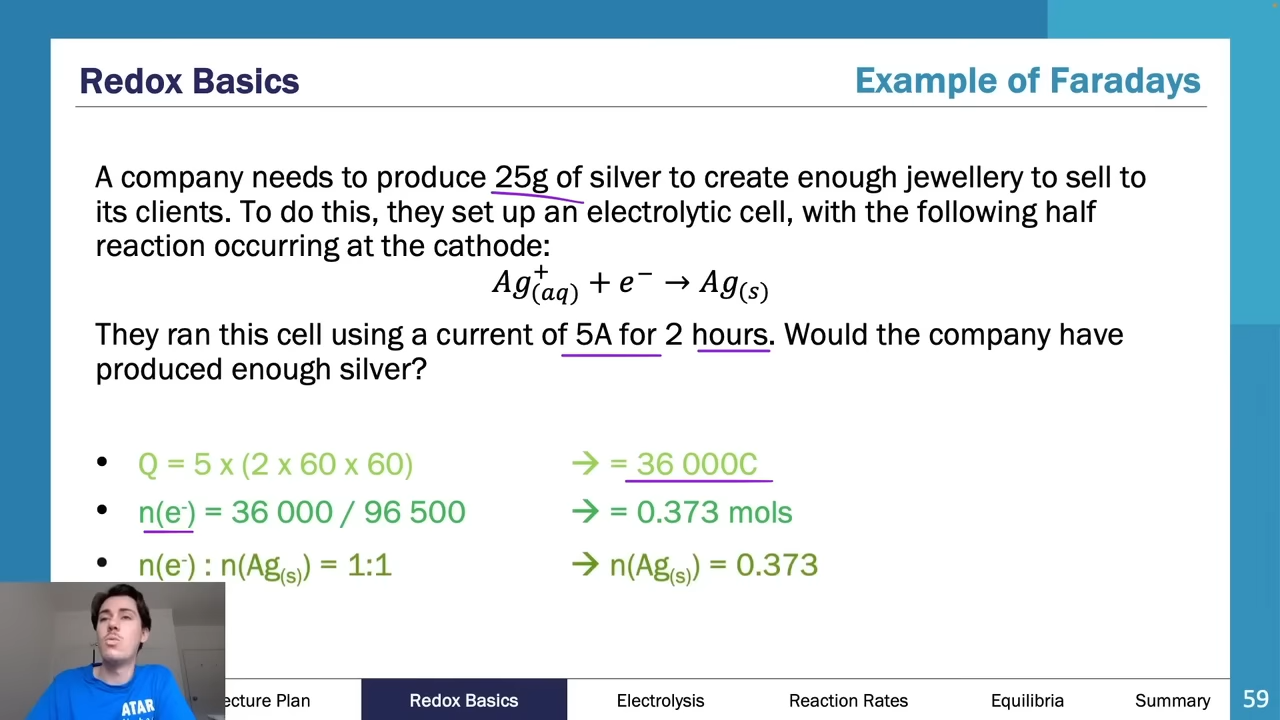 Redox Basics
Example of Faradays
A company needs to produce 25g of silver to create enough jewellery to sell to
its clients. To do this, they set up an electrolytic cell, with the following half
reaction occurring at the cathode:
Ag⁺(aq) + e⁻ → Ag(s)
They ran this cell using a current of 5A for 2 hours. Would the company have
produced enough silver?
• Q = 5 x (2 x 60 x 60) → = 36 000C
• n(e⁻) = 36 000 / 96 500 → = 0.373 mols
• n(e⁻) : n(Ag(s)) = 1:1 → n(Ag(s)) = 0.373
ATAR
ecture Plan Redox Basics Electrolysis Reaction Rates Equilibria Summary 59